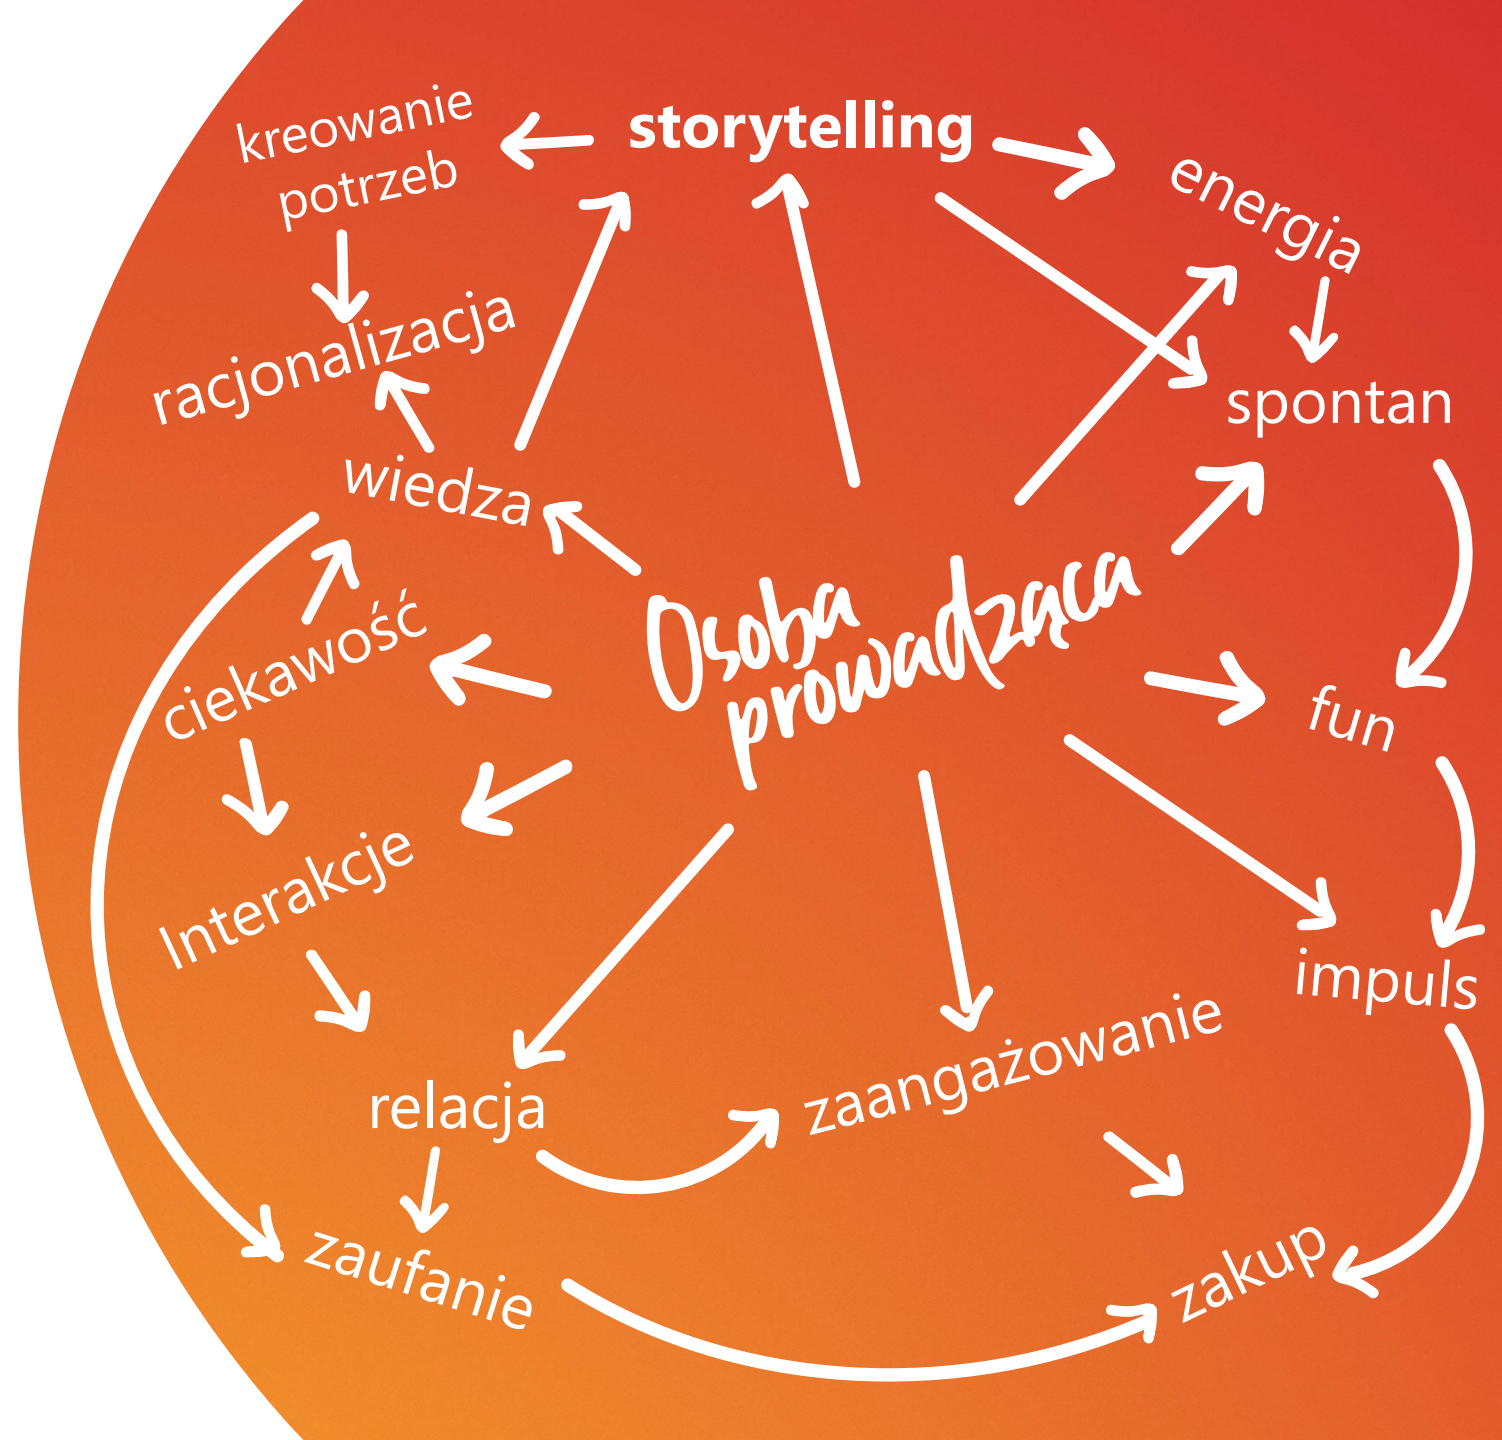 storytelling
kreowanie
potrzeb
energia
racjonalizacja
spontan
wiedza
Osoba
prowadząca
ciekawość
fun
Interakcje
impuls
zaangażowanie
relacja
zaufanie
zakup